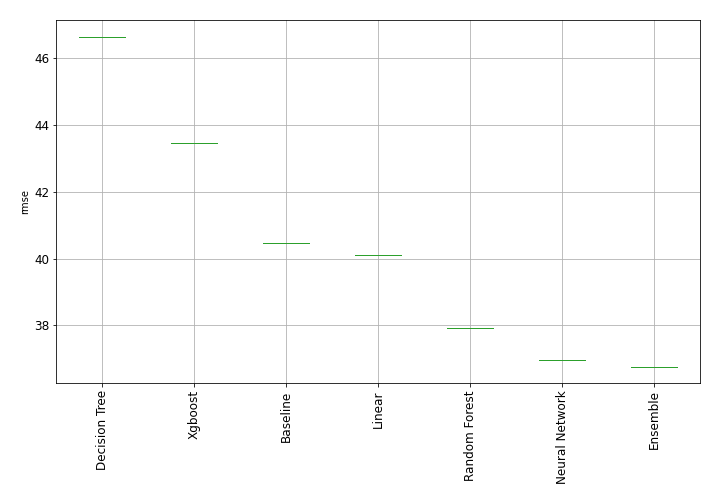 46
44
42
40
38
rmse
Decision Tree
Xgboost
Baseline
Linear
Random Forest
Neural Network
Ensemble